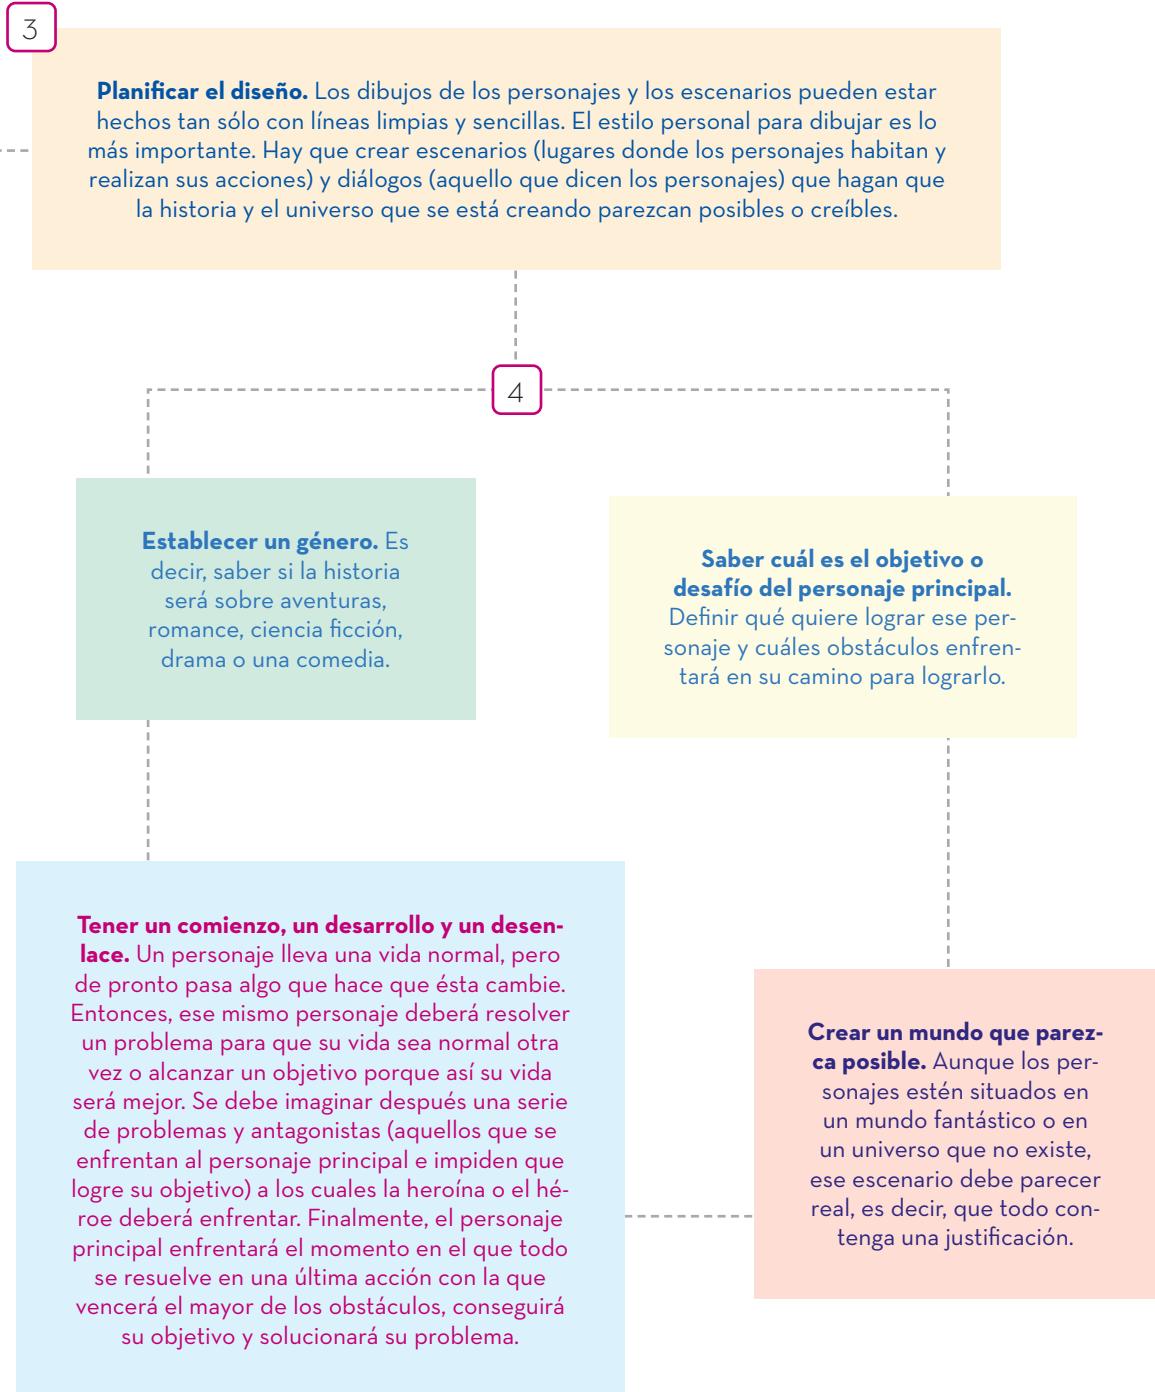 3
Planificar el diseño. Los dibujos de los personajes y los escenarios pueden estar
hechos tan sólo con líneas limpias y sencillas. El estilo personal para dibujar es lo
más importante. Hay que crear escenarios (lugares donde los personajes habitan y
realizan sus acciones) y diálogos (aquello que dicen los personajes) que hagan que
la historia y el universo que se está creando parezcan posibles o creíbles.
4
Establecer un género. Es
decir, saber si la historia
será sobre aventuras,
romance, ciencia ficción,
drama o una comedia.
Saber cuál es el objetivo o
desafío del personaje principal.
Definir qué quiere lograr ese per-
sonaje y cuáles obstáculos enfren-
tará en su camino para lograrlo.
Tener un comienzo, un desarrollo y un desen-
lace. Un personaje lleva una vida normal, pero
de pronto pasa algo que hace que ésta cambie.
Entonces, ese mismo personaje deberá resolver
un problema para que su vida sea normal otra
vez o alcanzar un objetivo porque así su vida
será mejor. Se debe imaginar después una serie
de problemas y antagonistas (aquellos que se
enfrentan al personaje principal e impiden que
logre su objetivo) a los cuales la heroína o el hé-
roe deberá enfrentar. Finalmente, el personaje
principal enfrentará el momento en el que todo
se resuelve en una última acción con la que
vencerá el mayor de los obstáculos, conseguirá
su objetivo y solucionará su problema.
Crear un mundo que parez-
ca posible. Aunque los per-
sonajes estén situados en
un mundo fantástico o en
un universo que no existe,
ese escenario debe parecer
real, es decir, que todo con-
tenga una justificación.